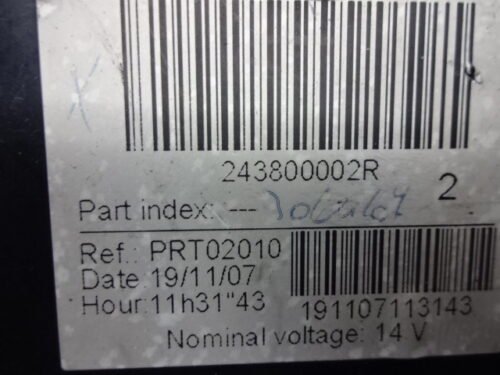 243800002R
2
Part index: ---
Ref.: PRT02010
Date:19/11/07
Hour:11h31"43
191107113143
Nominal voltage: 14 V